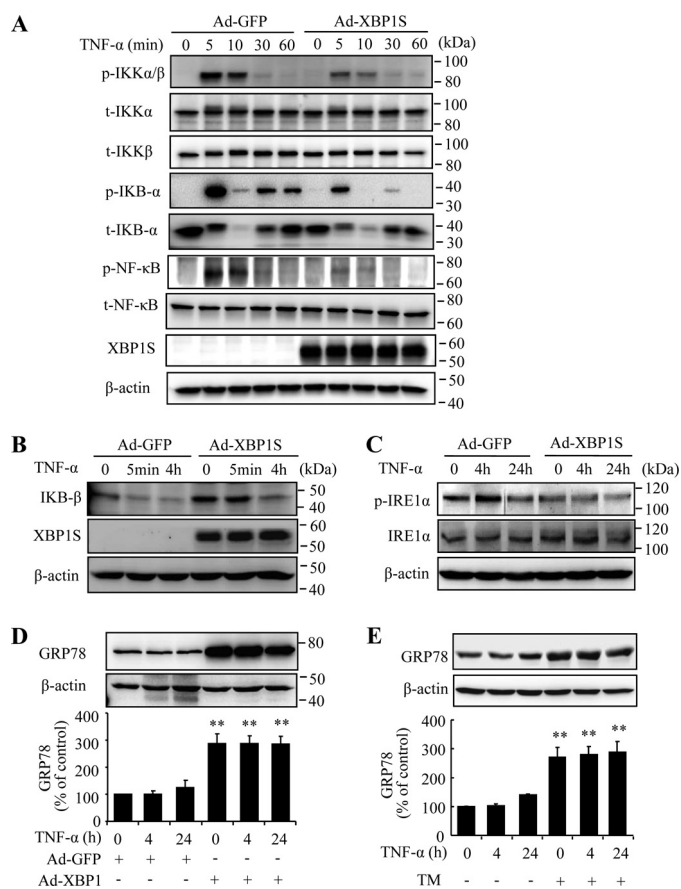 A
Ad-GFP Ad-XBP1S
TNF-α (min) 0 5 10 30 60 0 5 10 30 60 (kDa)
p-IKKα/β 100
80
t-IKKα 100
80
t-IKKβ 100
80
p-IKB-α 40
30
t-IKB-α 40
30
p-NF-κB 80
60
t-NF-κB 80
60
XBP1S 60
50
β-actin 50
40
B
Ad-GFP Ad-XBP1S
TNF-α 0 5min 4h 0 5min 4h (kDa)
IKB-β 50
40
XBP1S 60
50
β-actin 50
40
C
Ad-GFP Ad-XBP1S
TNF-α 0 4h 24h 0 4h 24h (kDa)
p-IRE1α 120
100
IRE1α 120
100
β-actin
D
GRP78 80
β-actin 50
40
GRP78
(% of control)
400
300
200
100
0
** ** **
TNF-α (h) 0 4 24 0 4 24
Ad-GFP + + + - - -
Ad-XBP1 - - - + + +
E
GRP78
β-actin
GRP78
(% of control)
400
300
200
100
0
** ** **
TNF-α (h) 0 4 24 0 4 24
TM - - - + + +